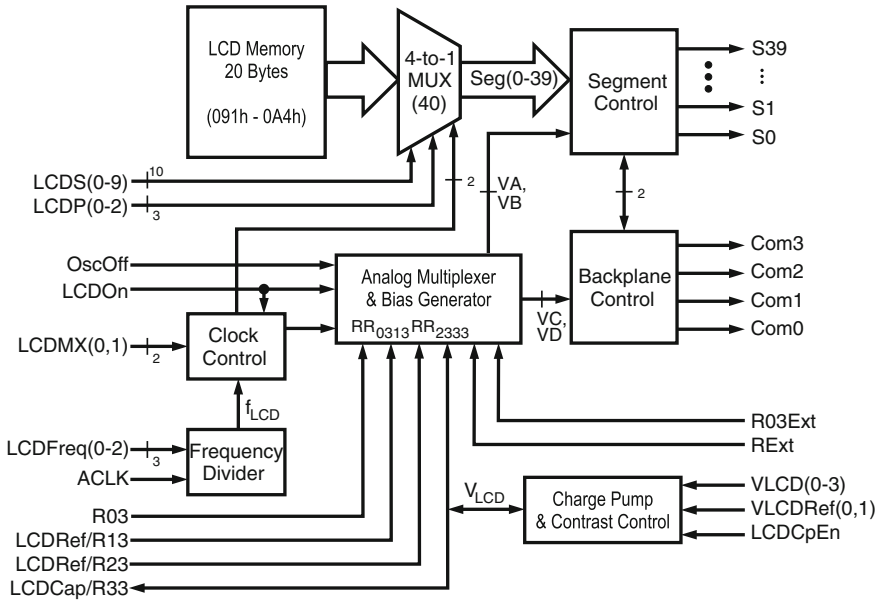 LCD Memory
20 Bytes
(091h - 0A4h)
4-to-1
MUX
(40)
Seg(0-39)
Segment
Control
S39
⋮
S1
S0
LCDS(0-9)
10
LCDP(0-2)
3
2
VA,
VB
2
OscOff
LCDOn
Analog Multiplexer
& Bias Generator
RR0313RR2333
Backplane
Control
Com3
Com2
Com1
Com0
VC,
VD
LCDMX(0,1)
2
Clock
Control
fLCD
LCDFreq(0-2)
3
ACLK
Frequency
Divider
R03Ext
RExt
R03
LCDRef/R13
LCDRef/R23
LCDCap/R33
VLCD
Charge Pump
& Contrast Control
VLCD(0-3)
VLCDRef(0,1)
LCDCpEn